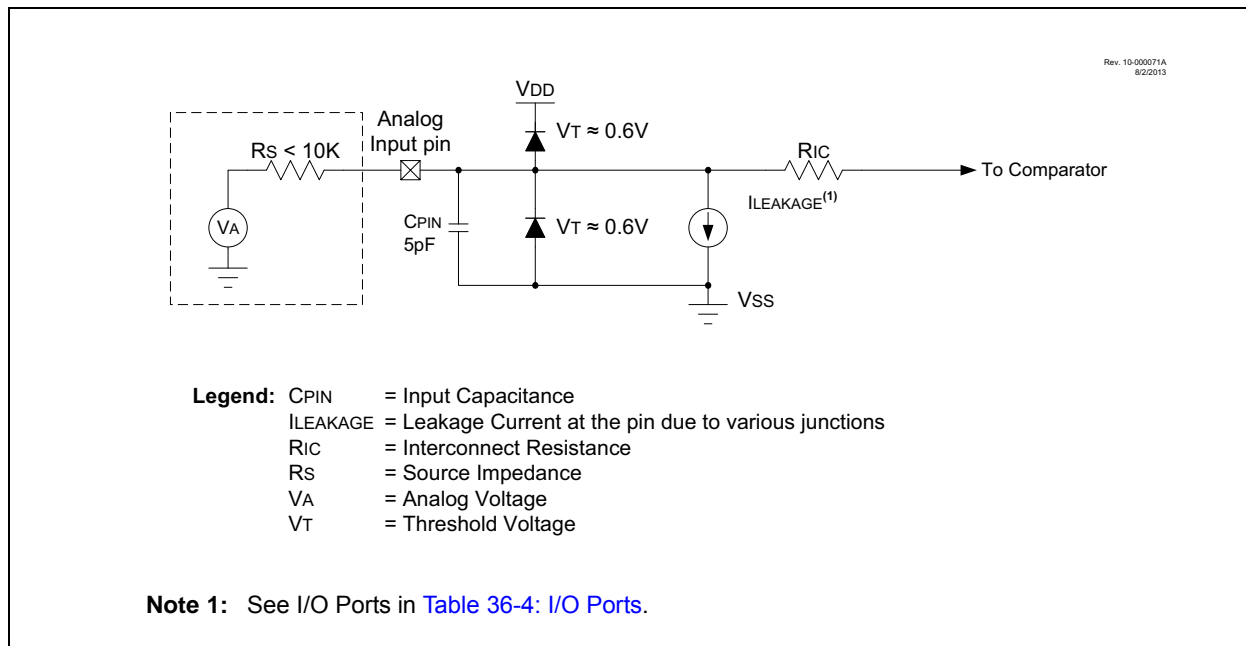 Rev. 10-000071A
8/2/2013
VDD
Analog
Input pin
VT ≈ 0.6V
RS < 10K
RIC
To Comparator
ILEAKAGE(1)
VA
CPIN
5pF
VT ≈ 0.6V
VSS
Legend: CPIN = Input Capacitance
ILEAKAGE = Leakage Current at the pin due to various junctions
RIC = Interconnect Resistance
RS = Source Impedance
VA = Analog Voltage
VT = Threshold Voltage
Note 1: See I/O Ports in Table 36-4: I/O Ports.